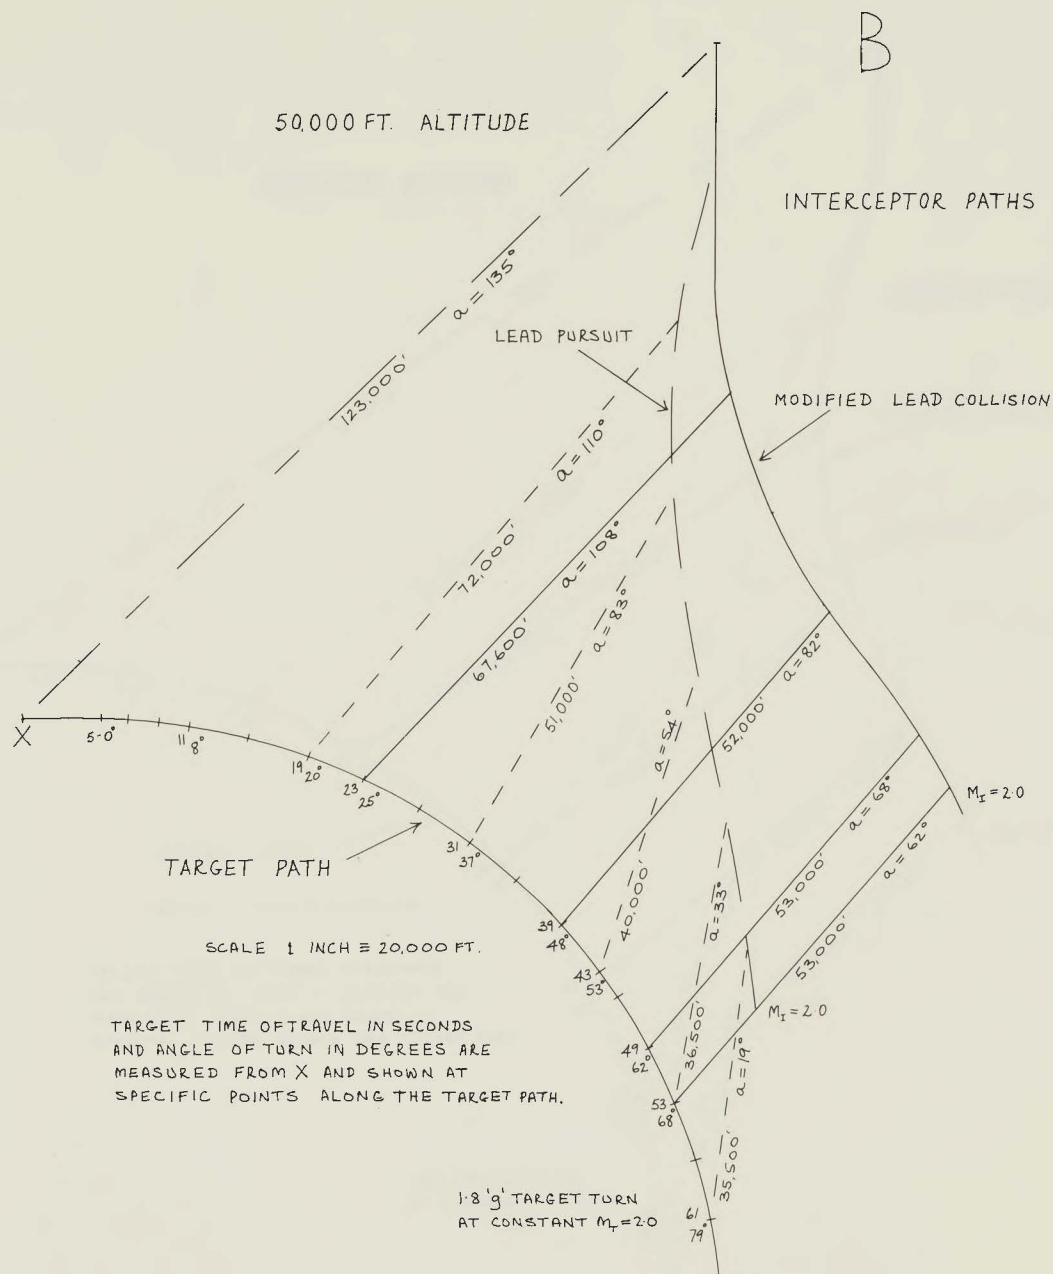 B
50,000 FT. ALTITUDE
INTERCEPTOR PATHS
a = 135°
LEAD PURSUIT
123,000'
MODIFIED LEAD COLLISION
a = 110°
72,000'
a = 108°
a = 83°
67,600'
a = 82°
51,000'
52,000'
a = 54°
X
5-0°
11 8°
19 20°
23
25°
31
37°
M_I = 2·0
a = 68°
a = 62°
TARGET PATH
53,000'
40,000'
a = 33°
39
48°
SCALE 1 INCH ≡ 20,000 FT.
53,000'
43
53°
TARGET TIME OF TRAVEL IN SECONDS
AND ANGLE OF TURN IN DEGREES ARE
MEASURED FROM X AND SHOWN AT
SPECIFIC POINTS ALONG THE TARGET PATH.
M_I = 2·0
36,500'
49
62°
a = 19°
53
68°
35,500'
1·8 'g' TARGET TURN
AT CONSTANT M_T = 2·0
61
79°